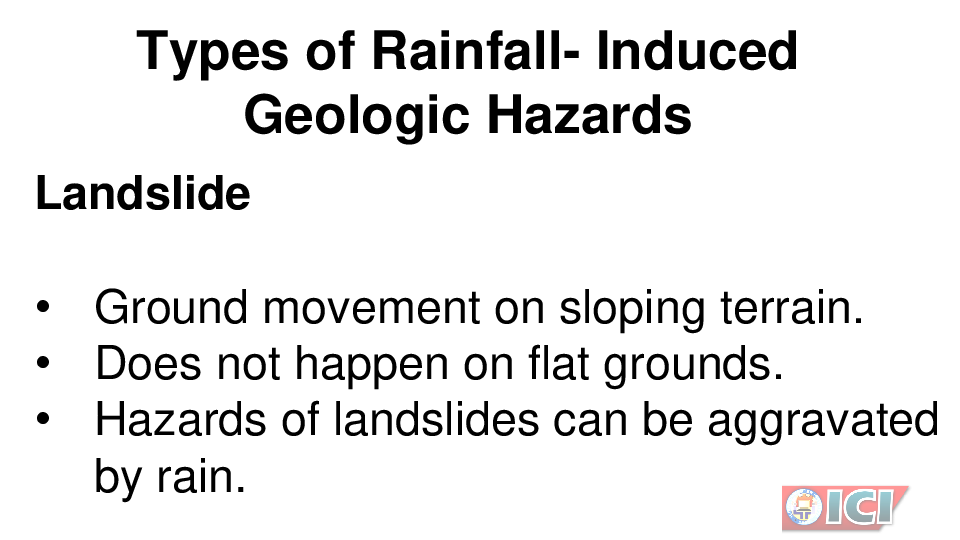 Types of Rainfall- Induced
Geologic Hazards
Landslide
• Ground movement on sloping terrain.
• Does not happen on flat grounds.
• Hazards of landslides can be aggravated
by rain.
ICI